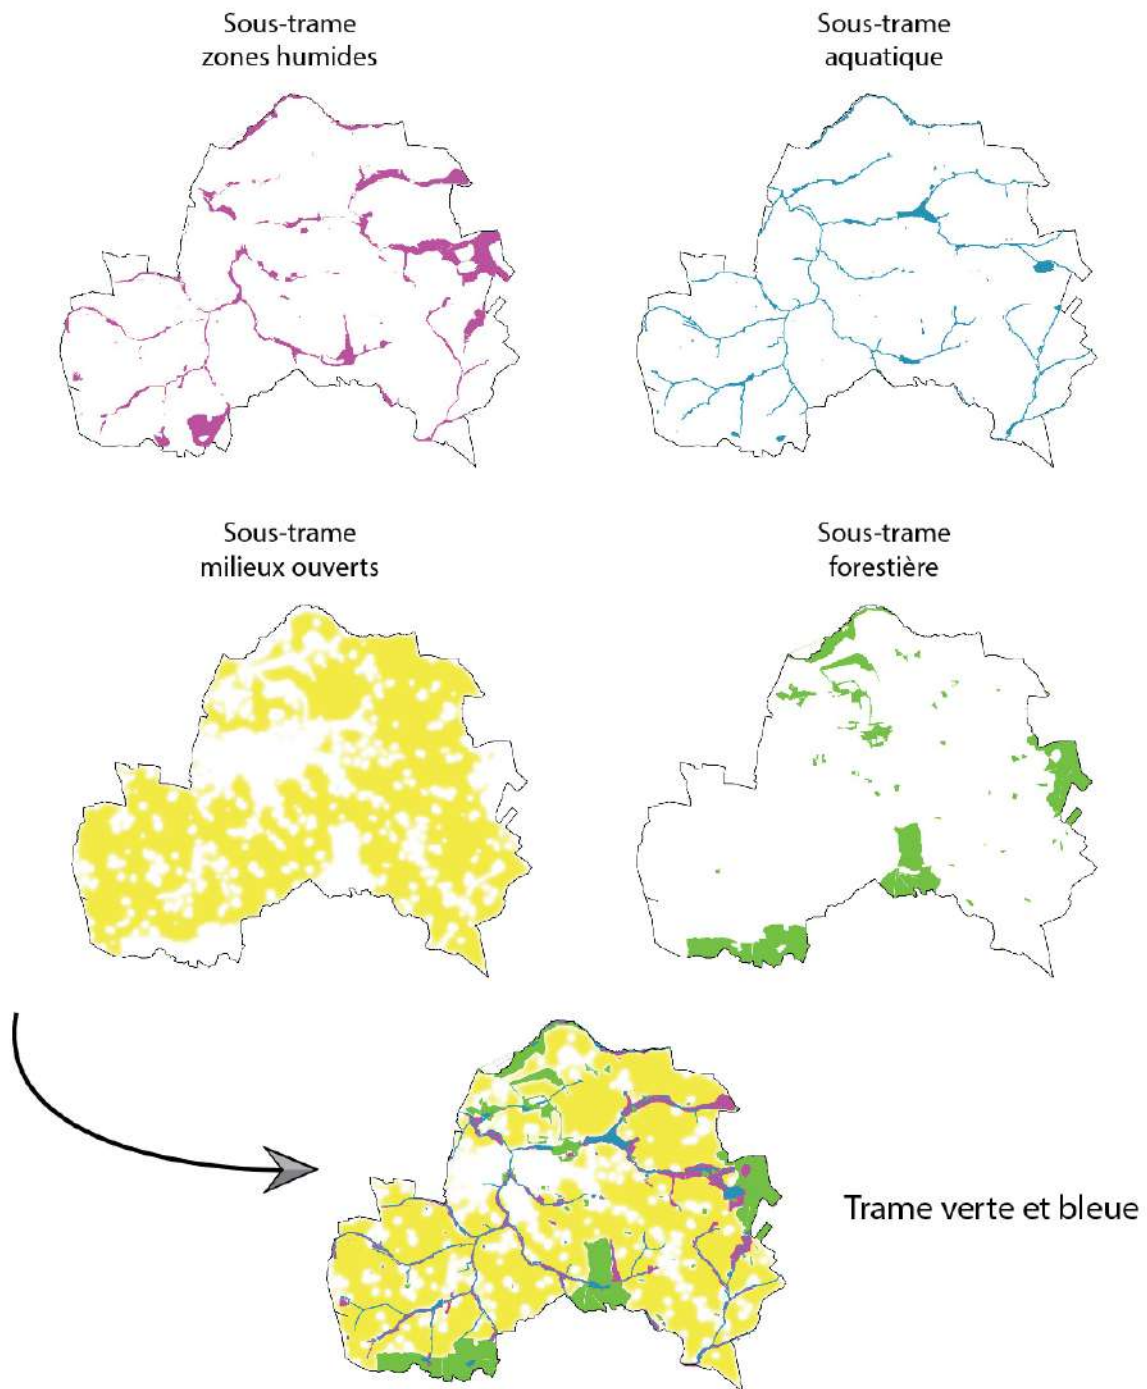 Sous-trame
zones humides
Sous-trame
aquatique
Sous-trame
milieux ouverts
Sous-trame
forestière
Trame verte et bleue